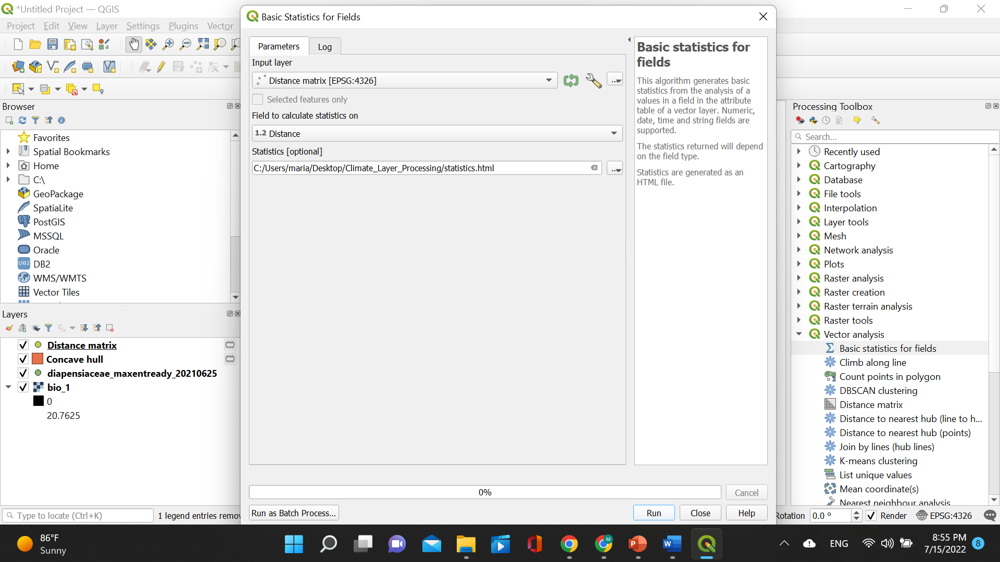 *Untitled Project — QGIS
Project Edit View Layer Settings Plugins Vector
Browser
Favorites
Spatial Bookmarks
Home
C:\
GeoPackage
SpatiaLite
PostGIS
MSSQL
Oracle
DB2
DB2
WMS/WMTS
Vector Tiles
Layers
Distance matrix
Concave hull
diapensiaceae_maxentready_20210625
bio_1
0
20.7625
Type to locate (Ctrl+K)
1 legend entries remov
Basic Statistics for Fields
Parameters Log
Input layer
Distance matrix [EPSG:4326]
...
Selected features only
Field to calculate statistics on
1.2 Distance
Statistics [optional]
C:/Users/maria/Desktop/Climate_Layer_Processing/statistics.html
...
Basic statistics for
fields
This algorithm generates basic
statistics from the analysis of a
values in a field in the attribute
table of a vector layer. Numeric,
date, time and string fields are
supported.
The statistics returned will depend
on the field type.
Statistics are generated as an
HTML file.
0%
Cancel
Run as Batch Process...
Run Close Help
Processing Toolbox
Search...
Recently used
Cartography
Database
File tools
Interpolation
Layer tools
Mesh
Network analysis
Plots
Raster analysis
Raster creation
Raster terrain analysis
Raster tools
Vector analysis
Basic statistics for fields
Climb along line
Count points in polygon
DBSCAN clustering
Distance matrix
Distance to nearest hub (line to h...
Distance to nearest hub (points)
Join by lines (hub lines)
K-means clustering
List unique values
Mean coordinate(s)
Nearest neighbour analysis
Rotation 0.0 ° Render EPSG:4326
86°F
Sunny
M
P
W
ENG
8:55 PM
7/15/2022
8